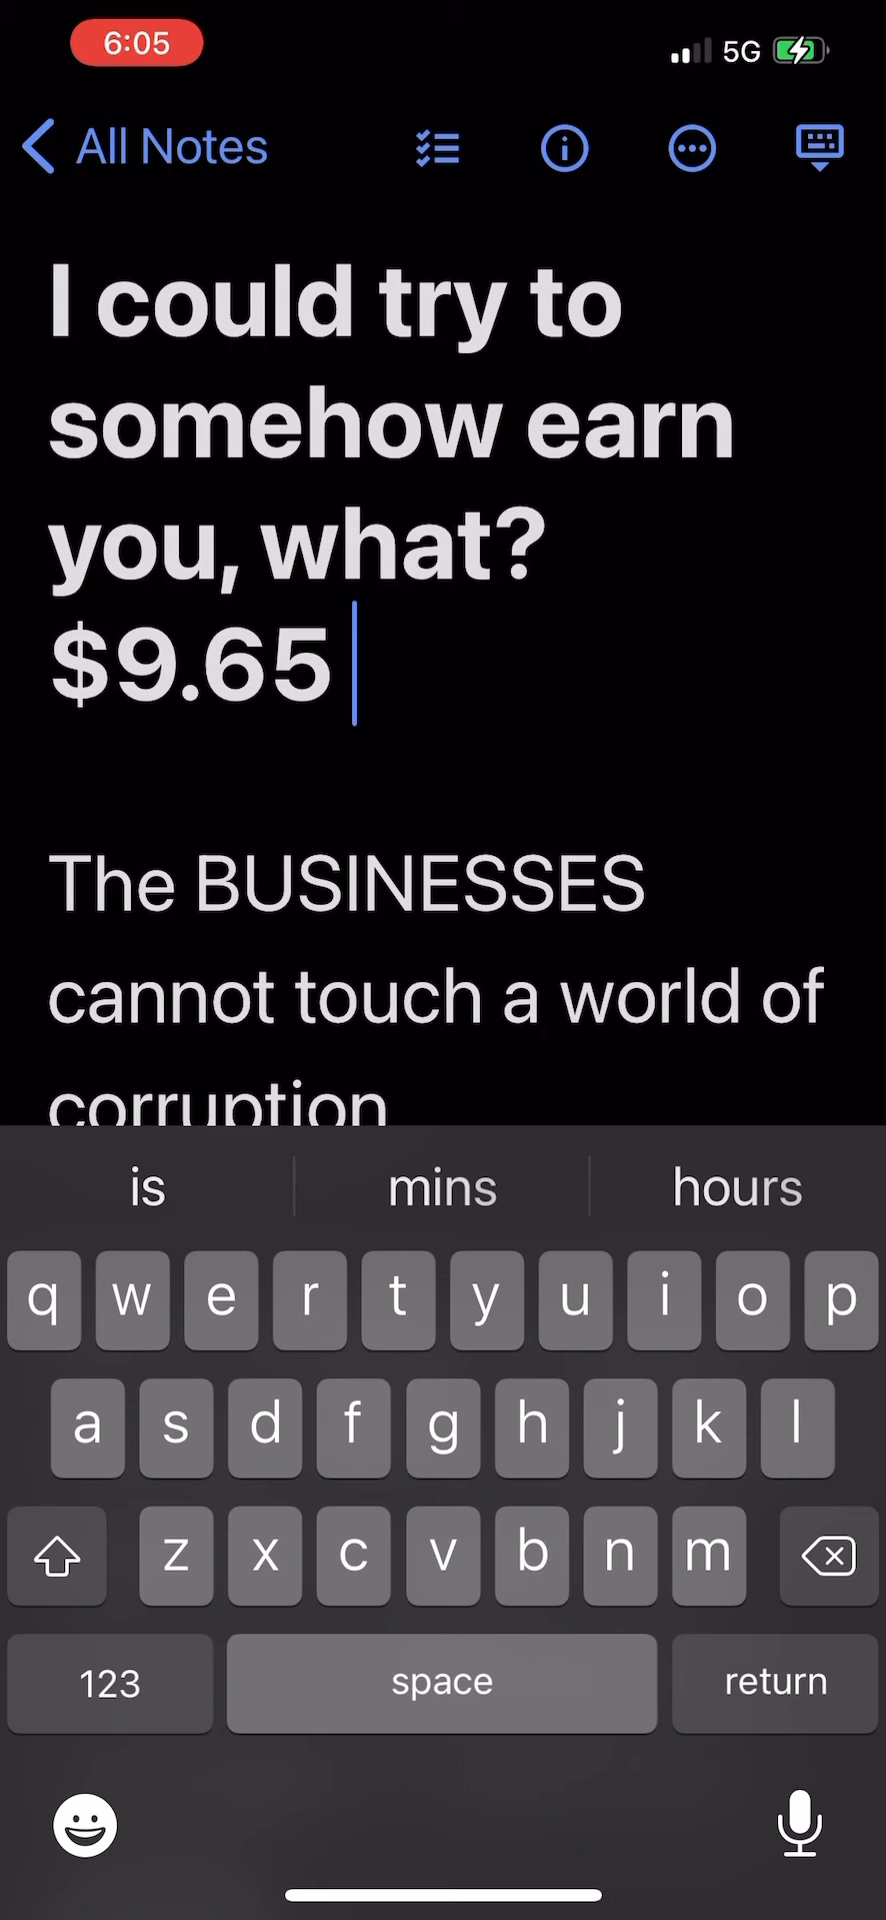 6:05
5G
All Notes
I could try to
somehow earn
you, what?
$9.65
The BUSINESSES
cannot touch a world of
corruption
is mins hours
q w e r t y u i o p
a s d f g h j k l
z x c v b n m
123 space return